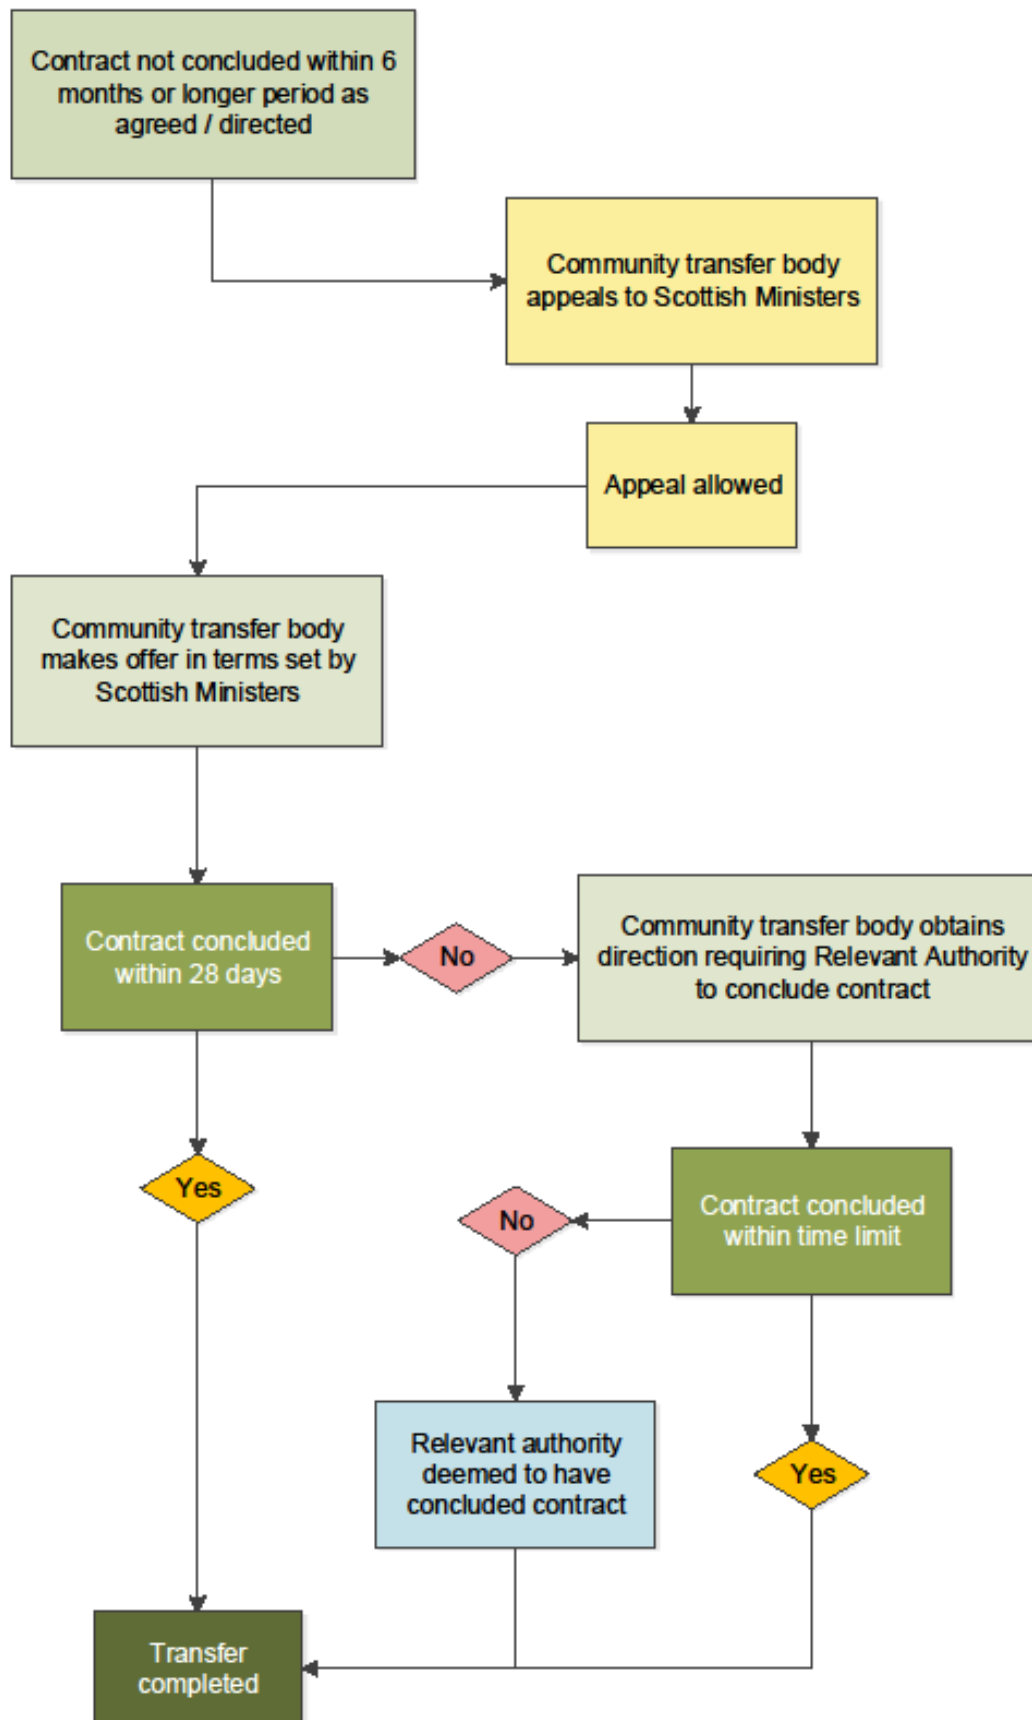 Contract not concluded within 6
months or longer period as
agreed / directed
Community transfer body
appeals to Scottish Ministers
Appeal allowed
Community transfer body
makes offer in terms set by
Scottish Ministers
Contract concluded
within 28 days
No
Community transfer body obtains
direction requiring Relevant Authority
to conclude contract
Yes
No
Contract concluded
within time limit
Relevant authority
deemed to have
concluded contract
Yes
Transfer
completed